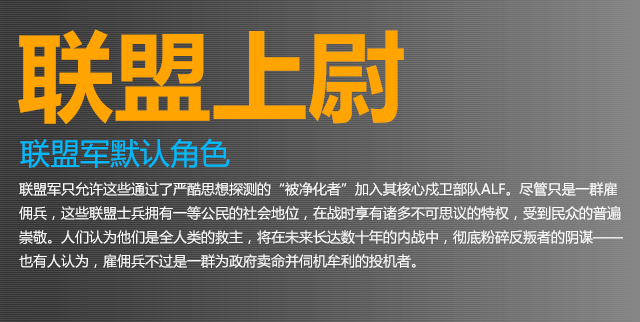 联盟上尉
联盟军默认角色
联盟军只允许这些通过了严酷思想探测的“被净化者”加入其核心戍卫部队ALF。尽管只是一群雇
佣兵，这些联盟士兵拥有一等公民的社会地位，在战时享有诸多不可思议的特权，受到民众的普遍
崇敬。人们认为他们是全人类的救主，将在未来长达数十年的内战中，彻底粉碎反叛者的阴谋——
也有人认为，雇佣兵不过是一群为政府卖命并伺机牟利的投机者。